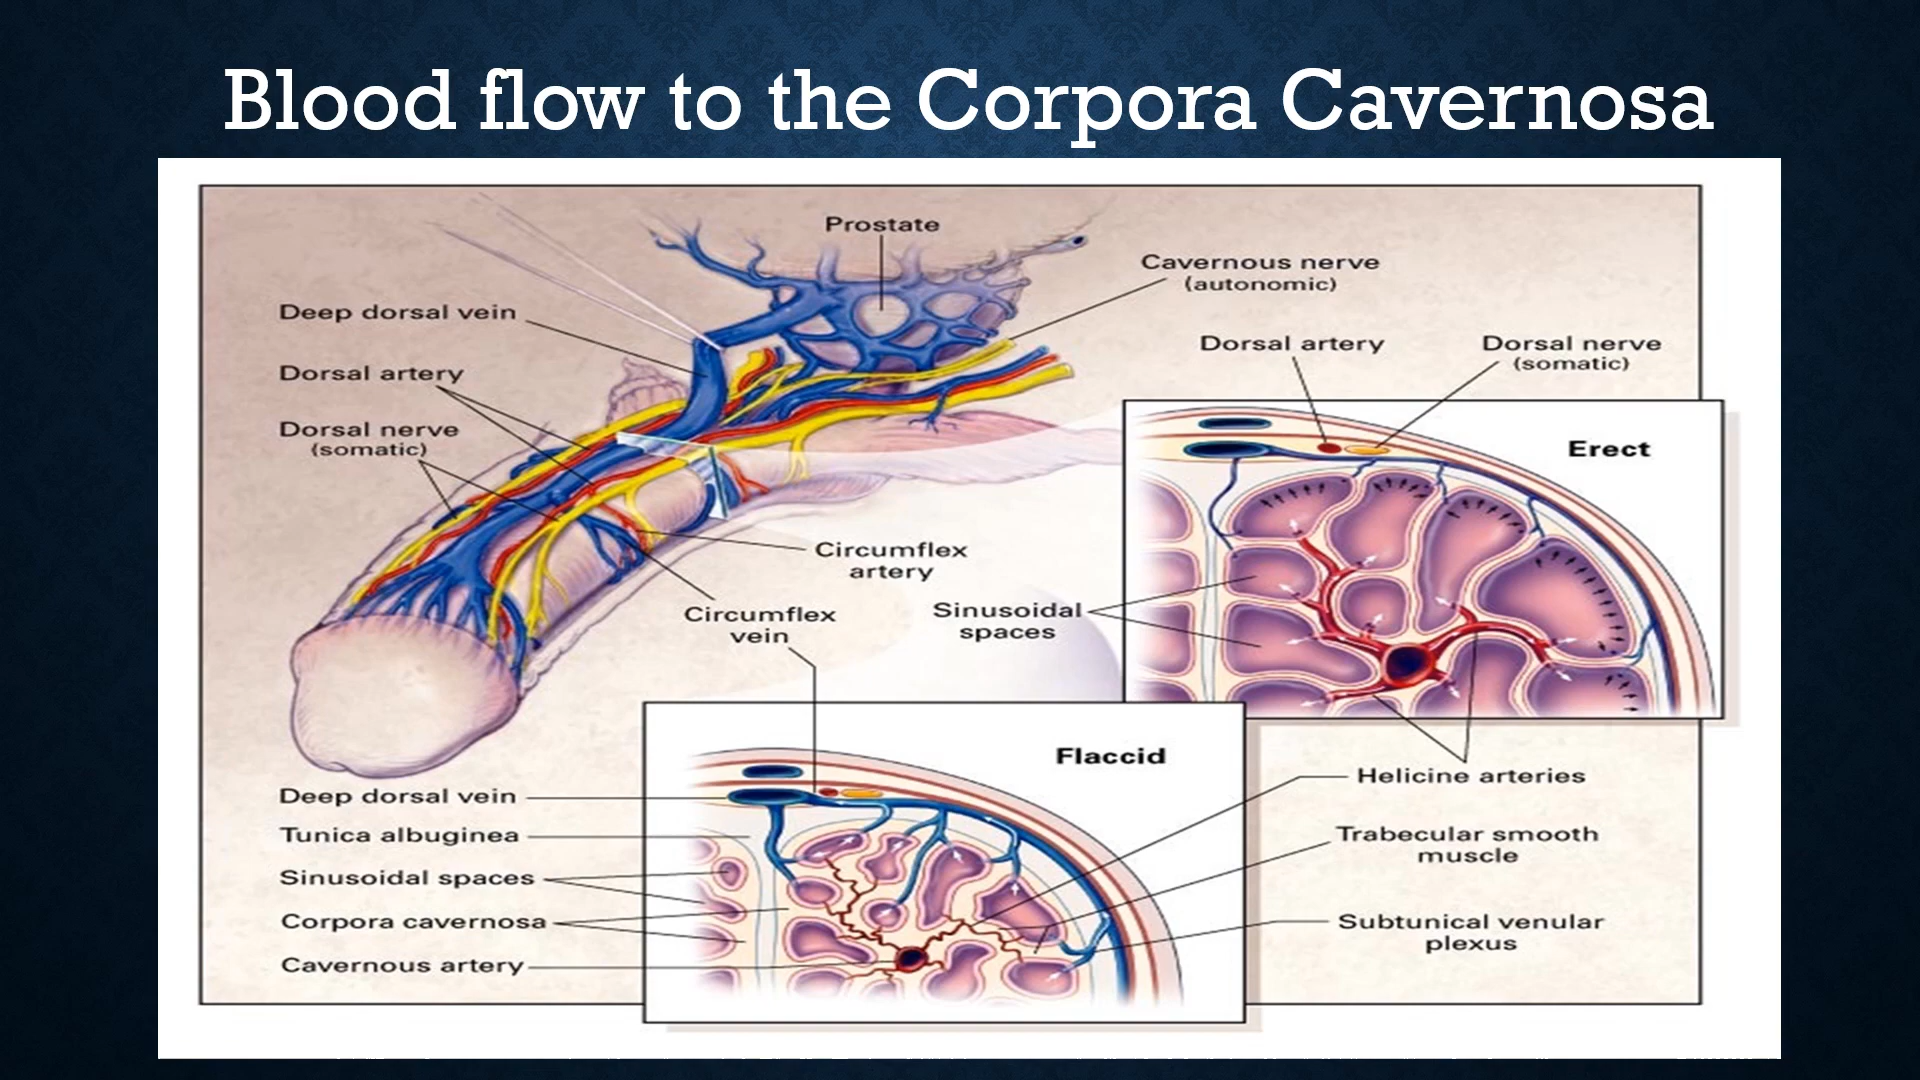 Blood flow to the Corpora Cavernosa
Prostate
Cavernous nerve
(autonomic)
Deep dorsal vein
Dorsal artery
Dorsal nerve
(somatic)
Dorsal artery
Dorsal nerve
(somatic)
Erect
Circumflex
artery
Circumflex
vein
Sinusoidal
spaces
Flaccid
Helicine arteries
Deep dorsal vein
Tunica albuginea
Trabecular smooth
muscle
Sinusoidal spaces
Corpora cavernosa
Subtunical venular
plexus
Cavernous artery